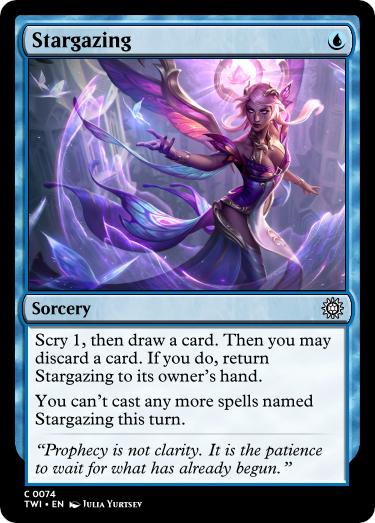 Stargazing
Sorcery
Scry 1, then draw a card. Then you may
discard a card. If you do, return
Stargazing to its owner's hand.
You can't cast any more spells named
Stargazing this turn.
"Prophecy is not clarity. It is the patience
to wait for what has already begun."
C 0074
TWI • EN Julia Yurtsev